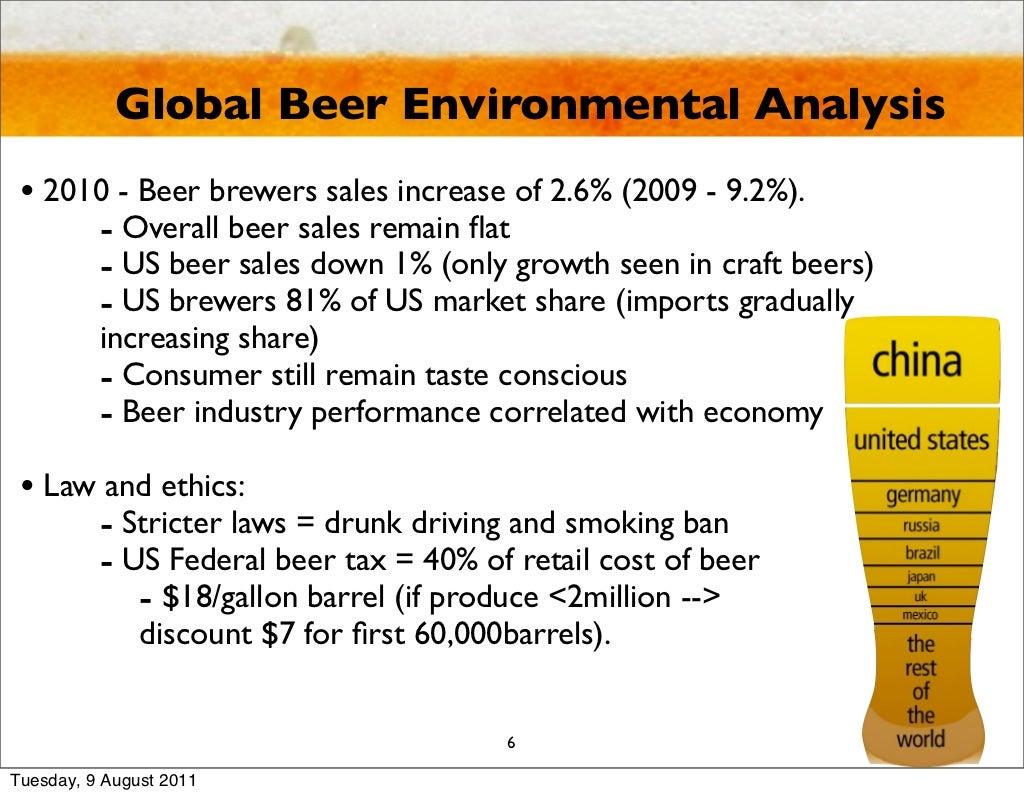 Global Beer Environmental Analysis
• 2010 - Beer brewers sales increase of 2.6% (2009 - 9.2%).
- Overall beer sales remain flat
- US beer sales down 1% (only growth seen in craft beers)
- US brewers 81% of US market share (imports gradually
increasing share)
- Consumer still remain taste conscious
- Beer industry performance correlated with economy
• Law and ethics:
- Stricter laws = drunk driving and smoking ban
- US Federal beer tax = 40% of retail cost of beer
- $18/gallon barrel (if produce <2million -->
discount $7 for first 60,000barrels).
china
united states
germany
russia
brazil
japan
uk
mexico
the
rest
of
the
world
6
Tuesday, 9 August 2011